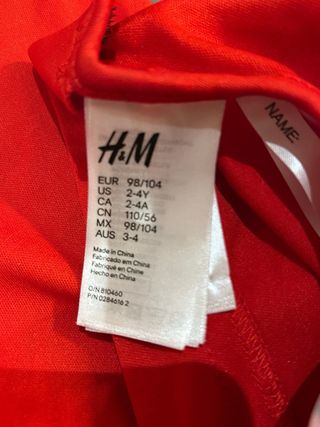 H&M
EUR 98/104
US 2-4Y
CA 2-4A
CN 110/56
MX 98/104
AUS 3-4
Made in China
Fabricado em China
Fabriqué en Chine
Hecho en China
O/N.810460
P/N 0284616 2
NAME: